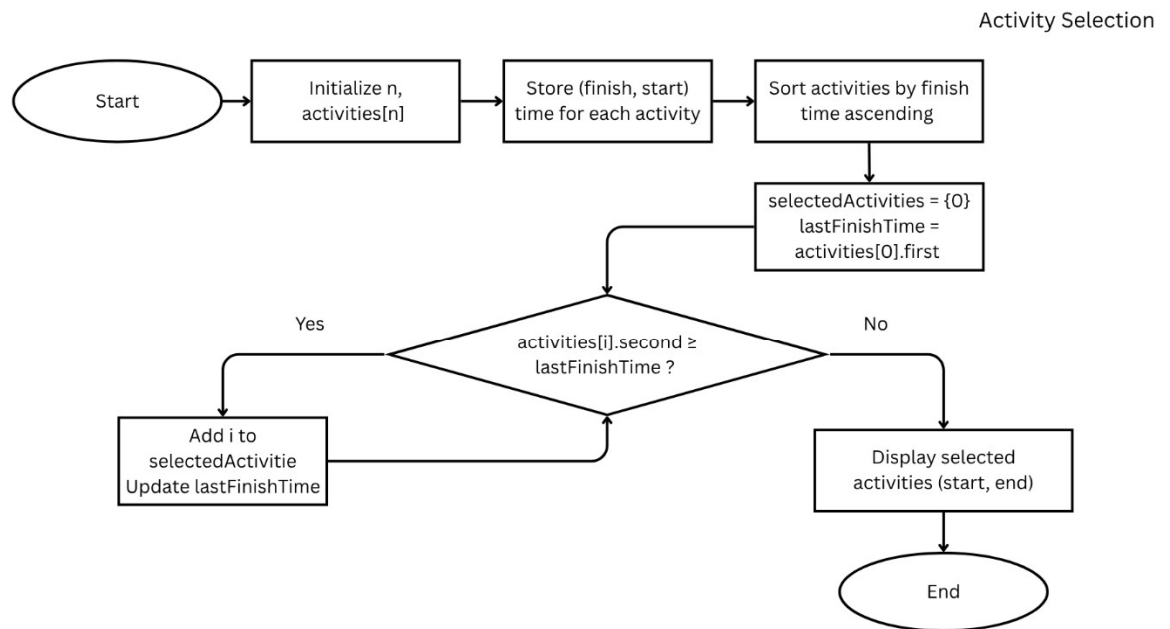 Activity Selection
Start
Initialize n,
activities[n]
Store (finish, start)
time for each activity
Sort activities by finish
time ascending
selectedActivities = {0}
lastFinishTime =
activities[0].first
Yes
activities[i].second ≥
lastFinishTime ?
No
Add i to
selectedActivitie
Update lastFinishTime
Display selected
activities (start, end)
End